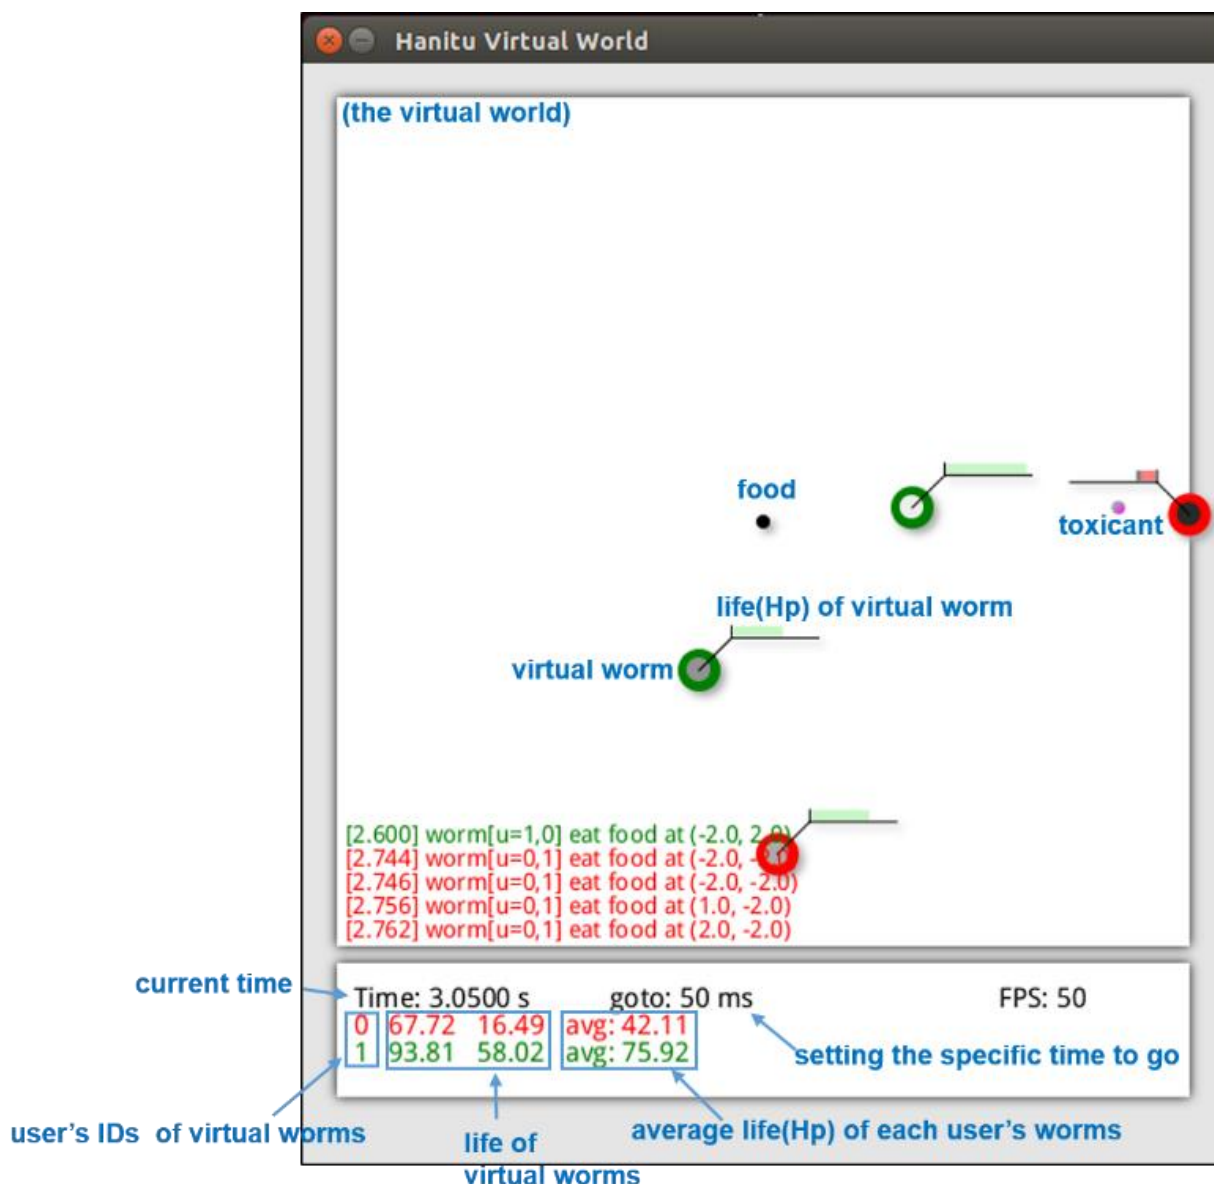 Hanitu Virtual World
(the virtual world)
food
toxicant
life(Hp) of virtual worm
virtual worm
[2.600] worm[u=1,0] eat food at (-2.0, 2.0)
[2.744] worm[u=0,1] eat food at (-2.0,
[2.746] worm[u=0,1] eat food at (-2.0, -2.0)
[2.756] worm[u=0,1] eat food at (1.0, -2.0)
[2.762] worm[u=0,1] eat food at (2.0, -2.0)
current time
Time: 3.0500 s goto: 50 ms FPS: 50
0 67.72 16.49 avg: 42.11
1 93.81 58.02 avg: 75.92
setting the specific time to go
user's IDs of virtual worms
average life(Hp) of each user's worms
life of
virtual worms